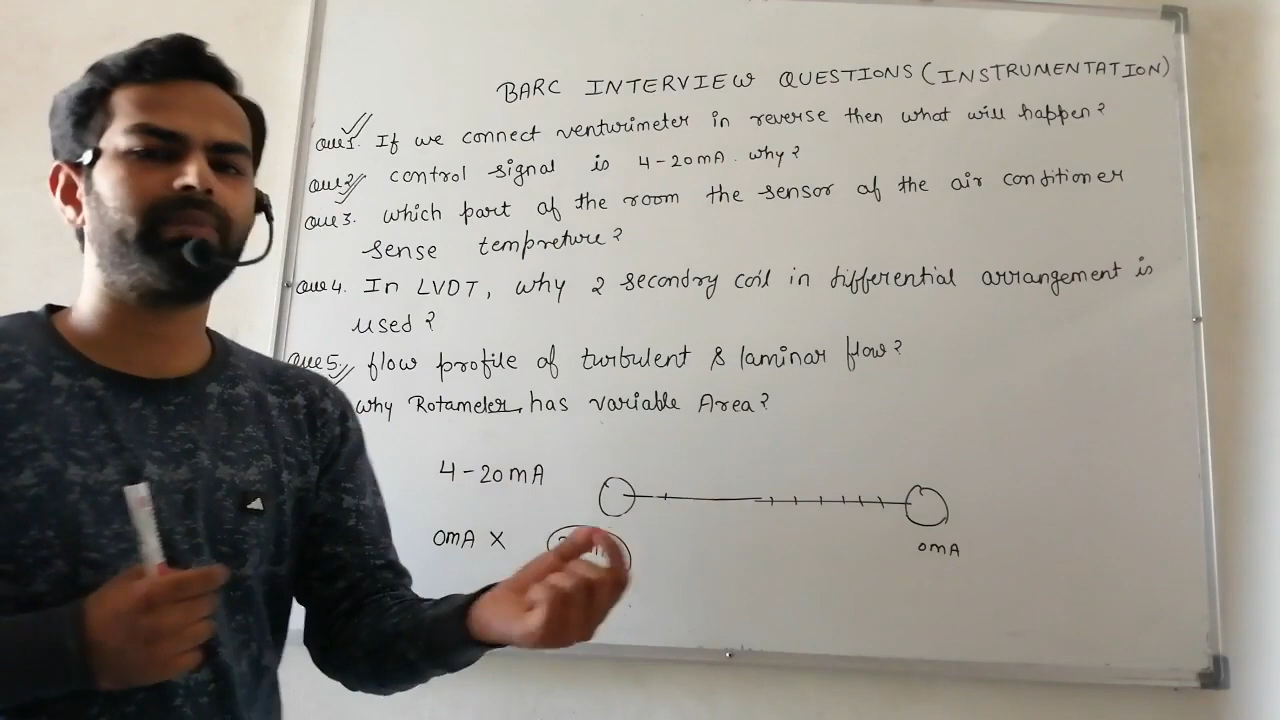 BARC INTERVIEW QUESTIONS (INSTRUMENTATION)
Que1. If we connect venturimeter in reverse then what will happen?
Que2. control signal is 4-20mA. why?
Que3. which part of the room the sensor of the air conditioner
sense tempreture?
Que4. In LVDT, why 2 secondry coil in differential arrangement is
used?
Que5. flow profile of turbulent & laminar flow?
why Rotameter has variable Area?
4-20mA
0mA X
0mA